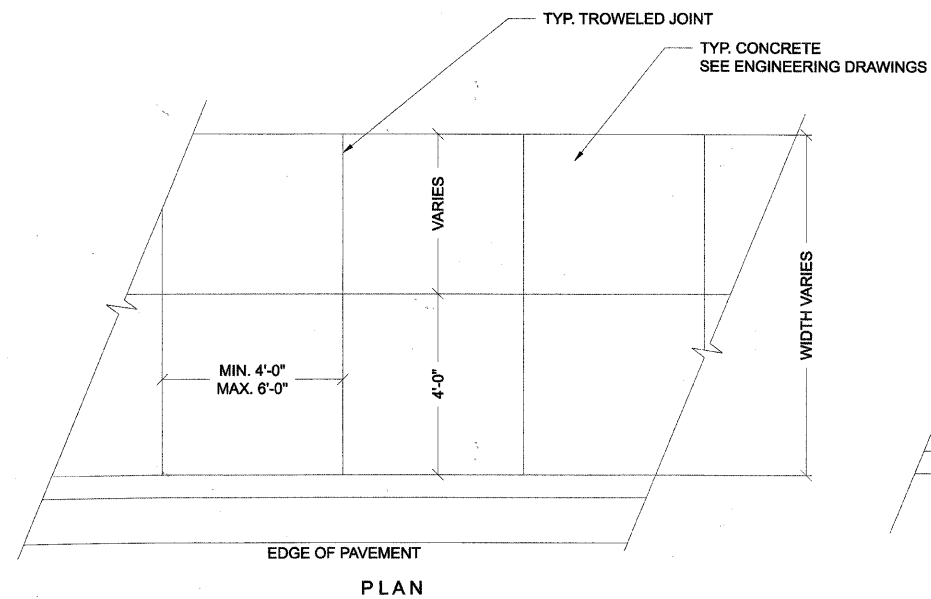 TYP. TROWELED JOINT
TYP. CONCRETE
SEE ENGINEERING DRAWINGS
VARIES
WIDTH VARIES
MIN. 4'-0"
MAX. 6'-0"
4'-0"
EDGE OF PAVEMENT
PLAN